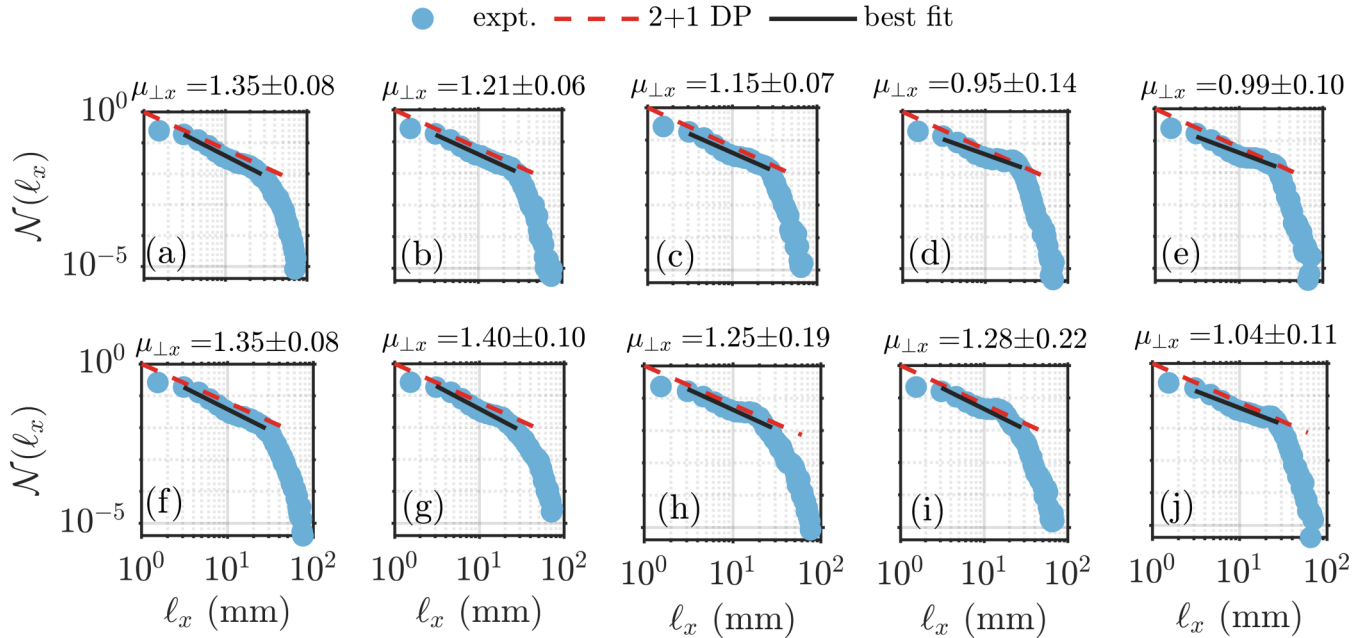 expt. 2+1 DP best fit
μ⊥x =1.35±0.08 μ⊥x =1.21±0.06 μ⊥x =1.15±0.07 μ⊥x =0.95±0.14 μ⊥x =0.99±0.10
10^0
𝒩(ℓx)
10^-5
(a) (b) (c) (d) (e)
μ⊥x =1.35±0.08 μ⊥x =1.40±0.10 μ⊥x =1.25±0.19 μ⊥x =1.28±0.22 μ⊥x =1.04±0.11
10^0
𝒩(ℓx)
(f) (g) (h) (i) (j)
10^-5
10^0 10^1 10^2 10^0 10^1 10^2 10^0 10^1 10^2 10^0 10^1 10^2 10^0 10^1 10^2
ℓx (mm) ℓx (mm) ℓx (mm) ℓx (mm) ℓx (mm)